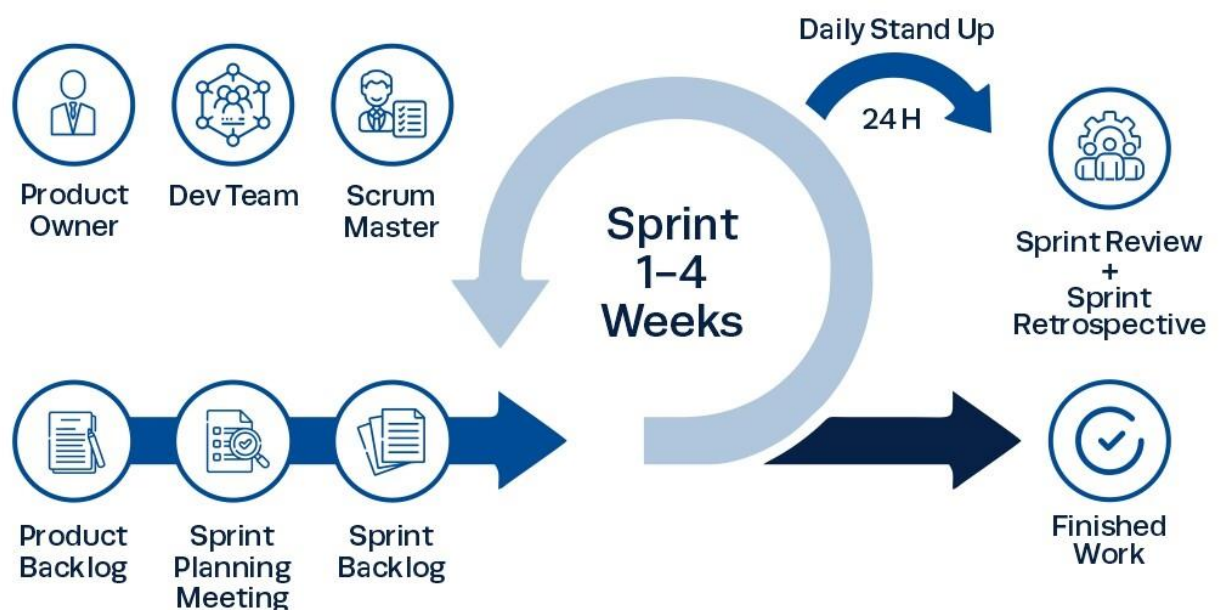 Daily Stand Up
24 H
Product
Owner
Dev Team
Scrum
Master
Sprint
1–4
Weeks
Sprint Review
+
Sprint
Retrospective
Product
Backlog
Sprint
Planning
Meeting
Sprint
Backlog
Finished
Work